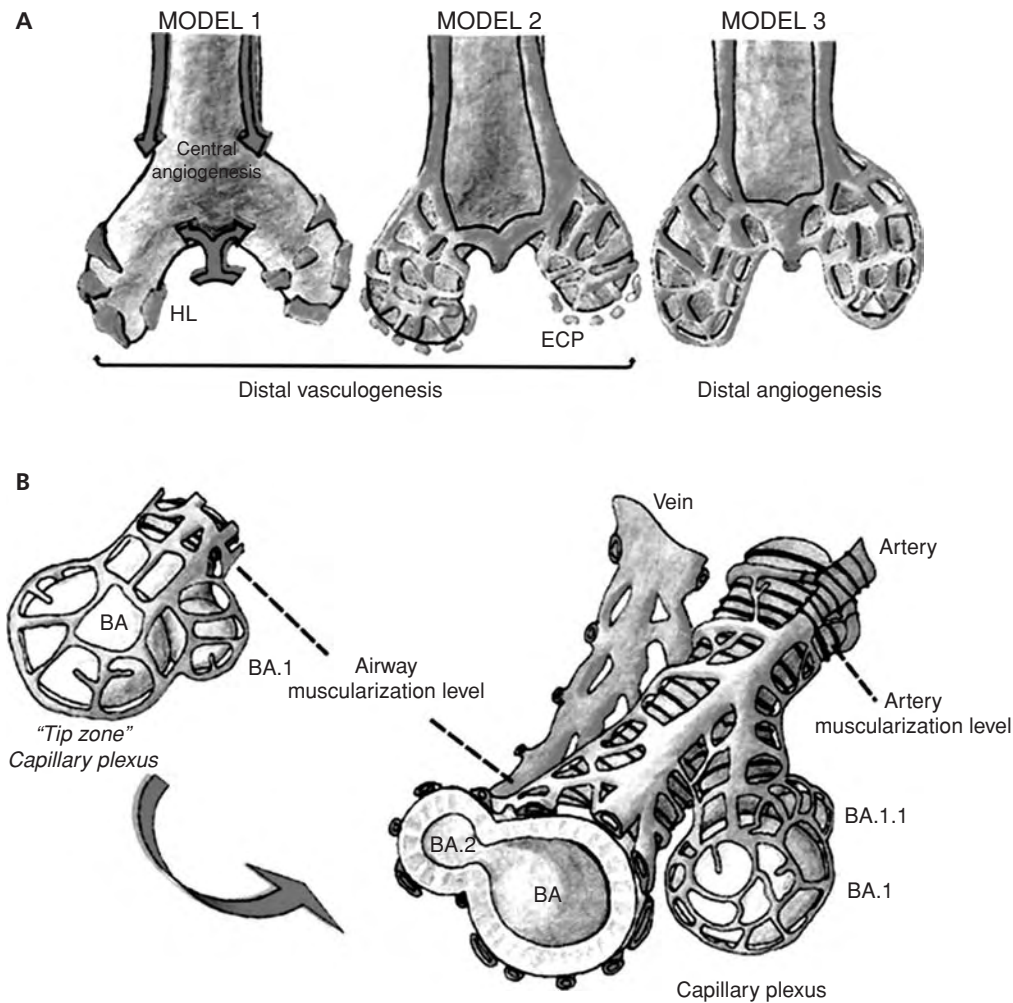 A
MODEL 1
MODEL 2
MODEL 3
Central
angiogenesis
HL
ECP
Distal vasculogenesis
Distal angiogenesis
B
Vein
Artery
BA
BA.1
Airway
muscularization level
Artery
muscularization level
"Tip zone"
Capillary plexus
BA.1.1
BA.2
BA
BA.1
Capillary plexus